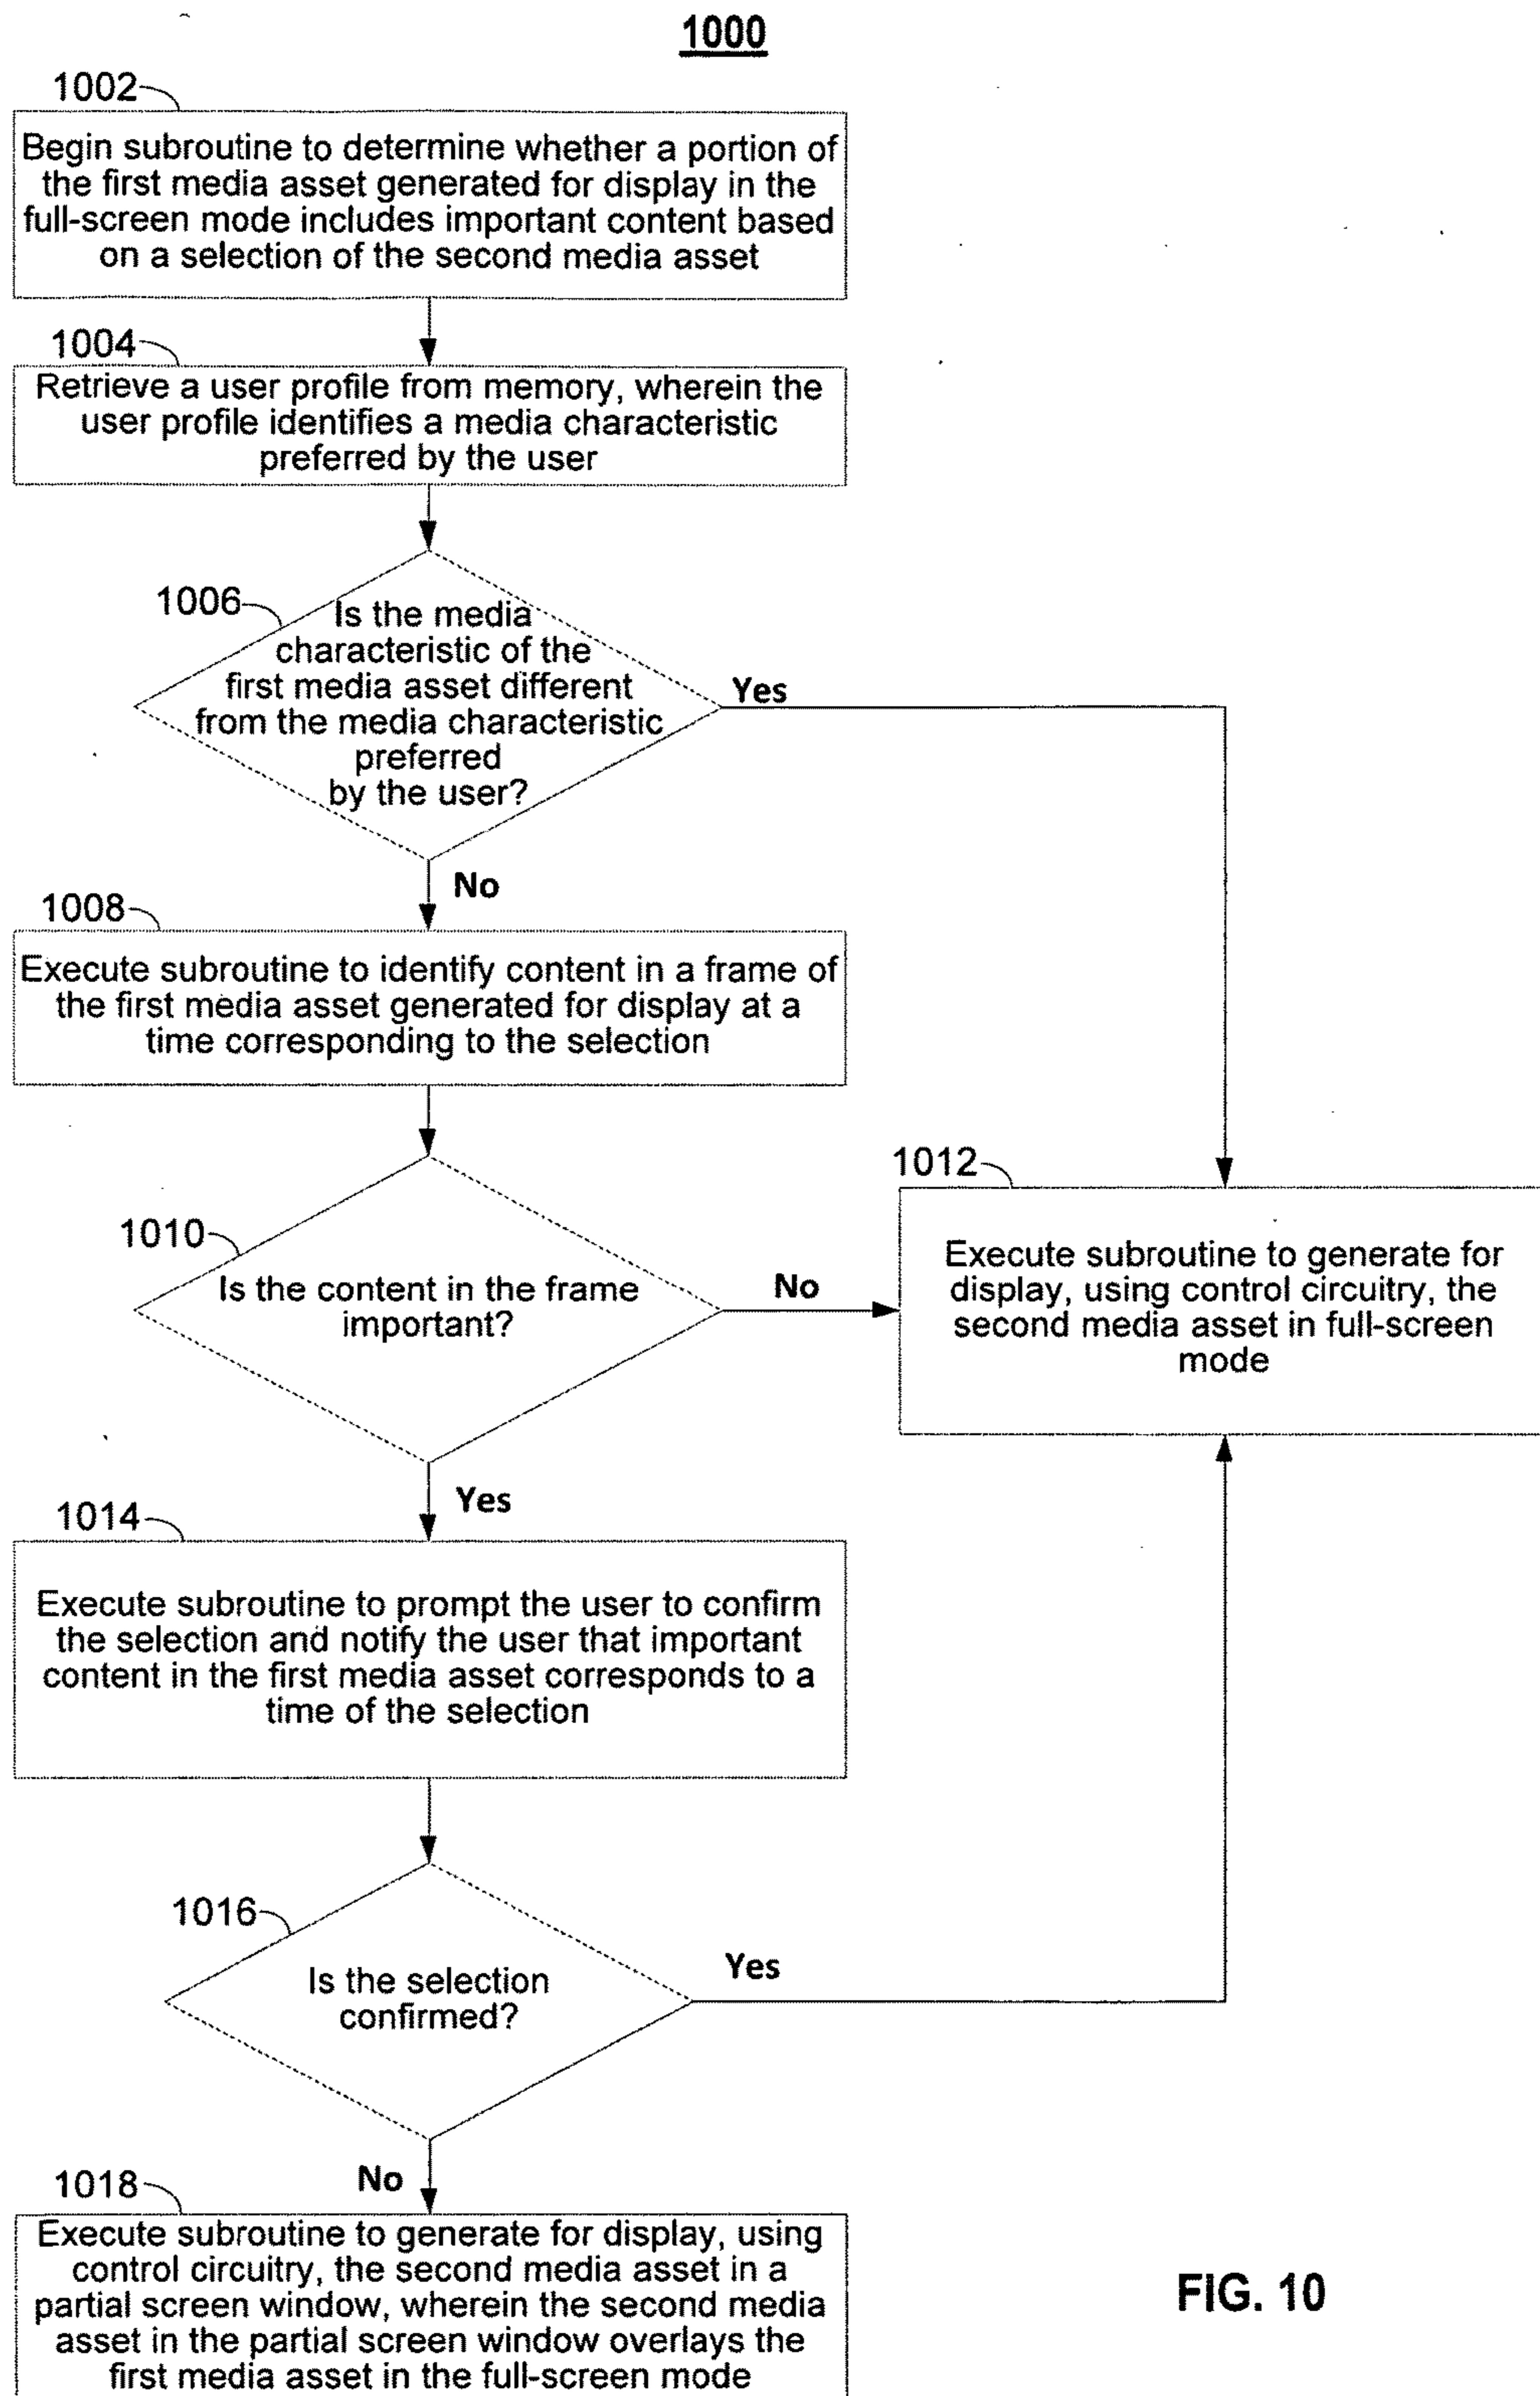 1000
1002
Begin subroutine to determine whether a portion of
the first media asset generated for display in the
full-screen mode includes important content based
on a selection of the second media asset
1004
Retrieve a user profile from memory, wherein the
user profile identifies a media characteristic
preferred by the user
1006
Is the media
characteristic of the
first media asset different
from the media characteristic
preferred
by the user?
Yes
No
1008
Execute subroutine to identify content in a frame of
the first media asset generated for display at a
time corresponding to the selection
1010
Is the content in the frame
important?
No
1012
Execute subroutine to generate for
display, using control circuitry, the
second media asset in full-screen
mode
Yes
1014
Execute subroutine to prompt the user to confirm
the selection and notify the user that important
content in the first media asset corresponds to a
time of the selection
1016
Is the selection
confirmed?
Yes
No
1018
Execute subroutine to generate for display, using
control circuitry, the second media asset in a
partial screen window, wherein the second media
asset in the partial screen window overlays the
first media asset in the full-screen mode
FIG. 10